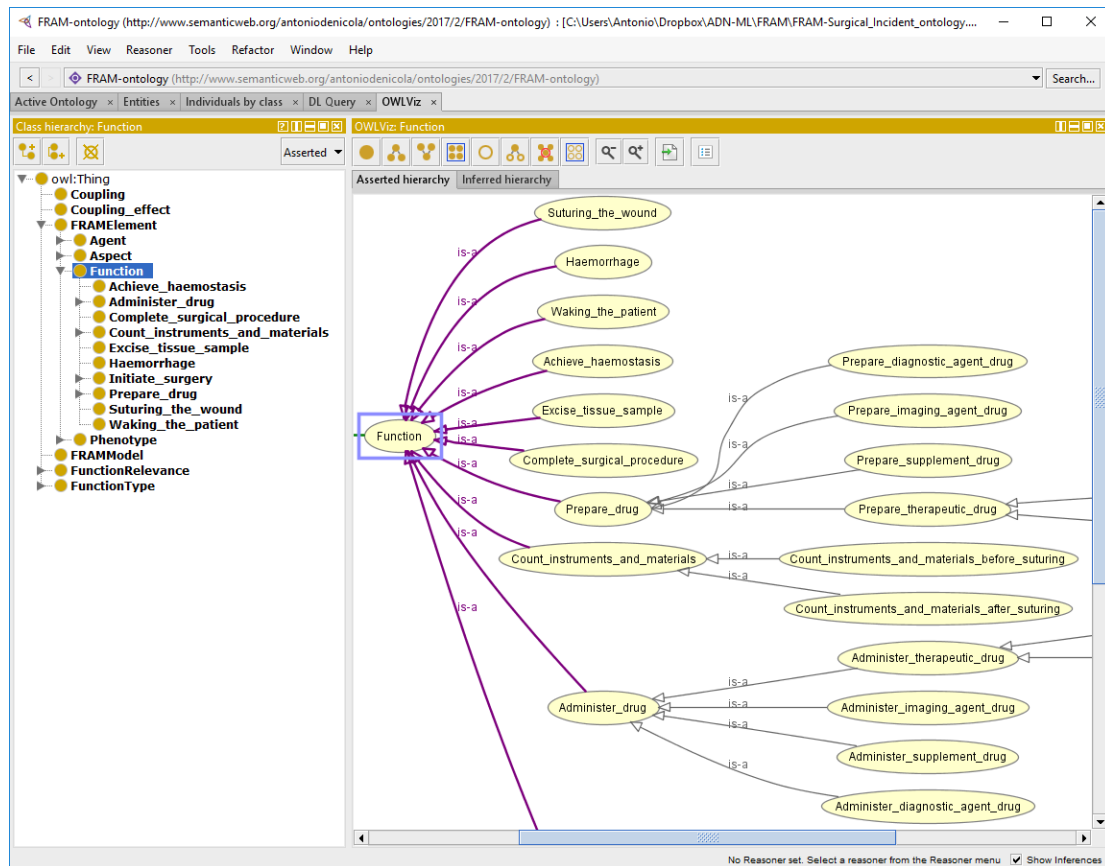 FRAM-ontology (http://www.semanticweb.org/antoniodenicola/ontologies/2017/2/FRAM-ontology) : [C:\Users\Antonio\Dropbox\ADN-ML\FRAM\FRAM-Surgical_Incident_ontology....
File Edit View Reasoner Tools Refactor Window Help
FRAM-ontology (http://www.semanticweb.org/antoniodenicola/ontologies/2017/2/FRAM-ontology)
Search...
Active Ontology × Entities × Individuals by class × DL Query × OWLViz ×
Class hierarchy: Function
Asserted
owl:Thing
Coupling
Coupling_effect
FRAMElement
Agent
Aspect
Function
Achieve_haemostasis
Administer_drug
Complete_surgical_procedure
Count_instruments_and_materials
Excise_tissue_sample
Haemorrhage
Initiate_surgery
Prepare_drug
Suturing_the_wound
Waking_the_patient
Phenotype
FRAMModel
FunctionRelevance
FunctionType
OWLViz: Function
Asserted hierarchy Inferred hierarchy
Suturing_the_wound
is-a
Haemorrhage
is-a
Waking_the_patient
is-a
Achieve_haemostasis
Prepare_diagnostic_agent_drug
is-a
is-a
Excise_tissue_sample
Prepare_imaging_agent_drug
is-a
is-a
Function
is-a
Complete_surgical_procedure
Prepare_supplement_drug
is-a
is-a
Prepare_drug
is-a
Prepare_therapeutic_drug
is-a
Count_instruments_and_materials
is-a
Count_instruments_and_materials_before_suturing
is-a
is-a
Count_instruments_and_materials_after_suturing
Administer_therapeutic_drug
is-a
Administer_drug
is-a
Administer_imaging_agent_drug
is-a
Administer_supplement_drug
is-a
Administer_diagnostic_agent_drug
No Reasoner set. Select a reasoner from the Reasoner menu Show Inferences